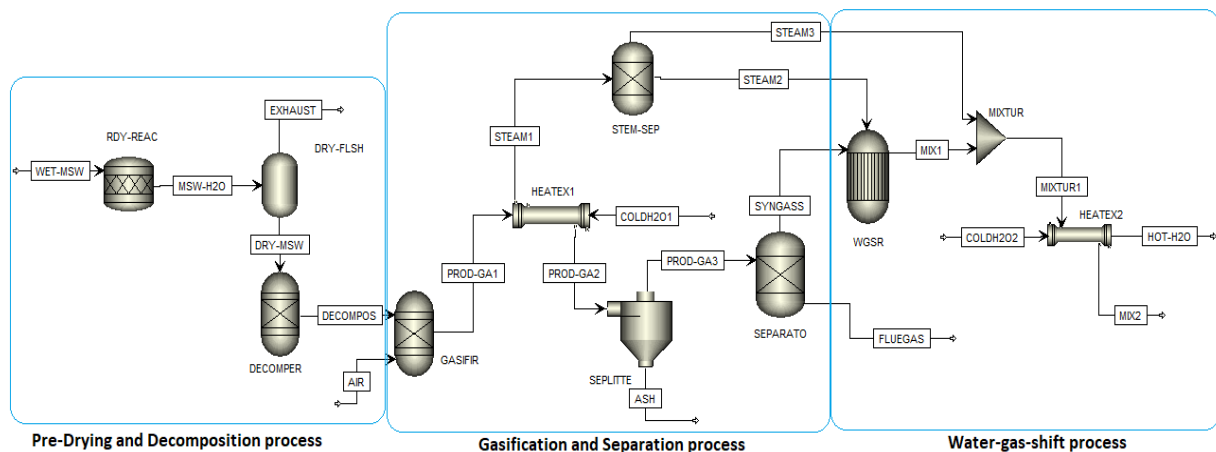 STEAM3
STEAM2
STEM-SEP
MIXTUR
EXHAUST
RDY-REAC
DRY-FLSH
STEAM1
WET-MSW
MSW-H2O
HEATEX1
MIX1
COLDH2O1
SYNGASS
MIXTUR1
HEATEX2
WGSR
COLDH2O2
HOT-H2O
DRY-MSW
PROD-GA1
PROD-GA2
PROD-GA3
DECOMPOS
SEPARATO
MIX2
FLUEGAS
DECOMPER
AIR
GASIFIR
SEPLITTE
ASH
Pre-Drying and Decomposition process
Gasification and Separation process
Water-gas-shift process